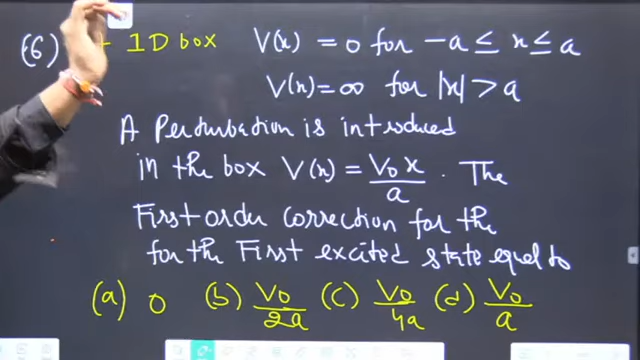 (6) - 1D box V(x) = 0 for -a ≤ x ≤ a
V(x) = ∞ for |x| > a
A Perturbation is introduced
in the box V(x) = V₀x/a . The
First order correction for the
for the First excited state equal to
(a) 0 (b) V₀/2a (c) V₀/4a (d) V₀/a